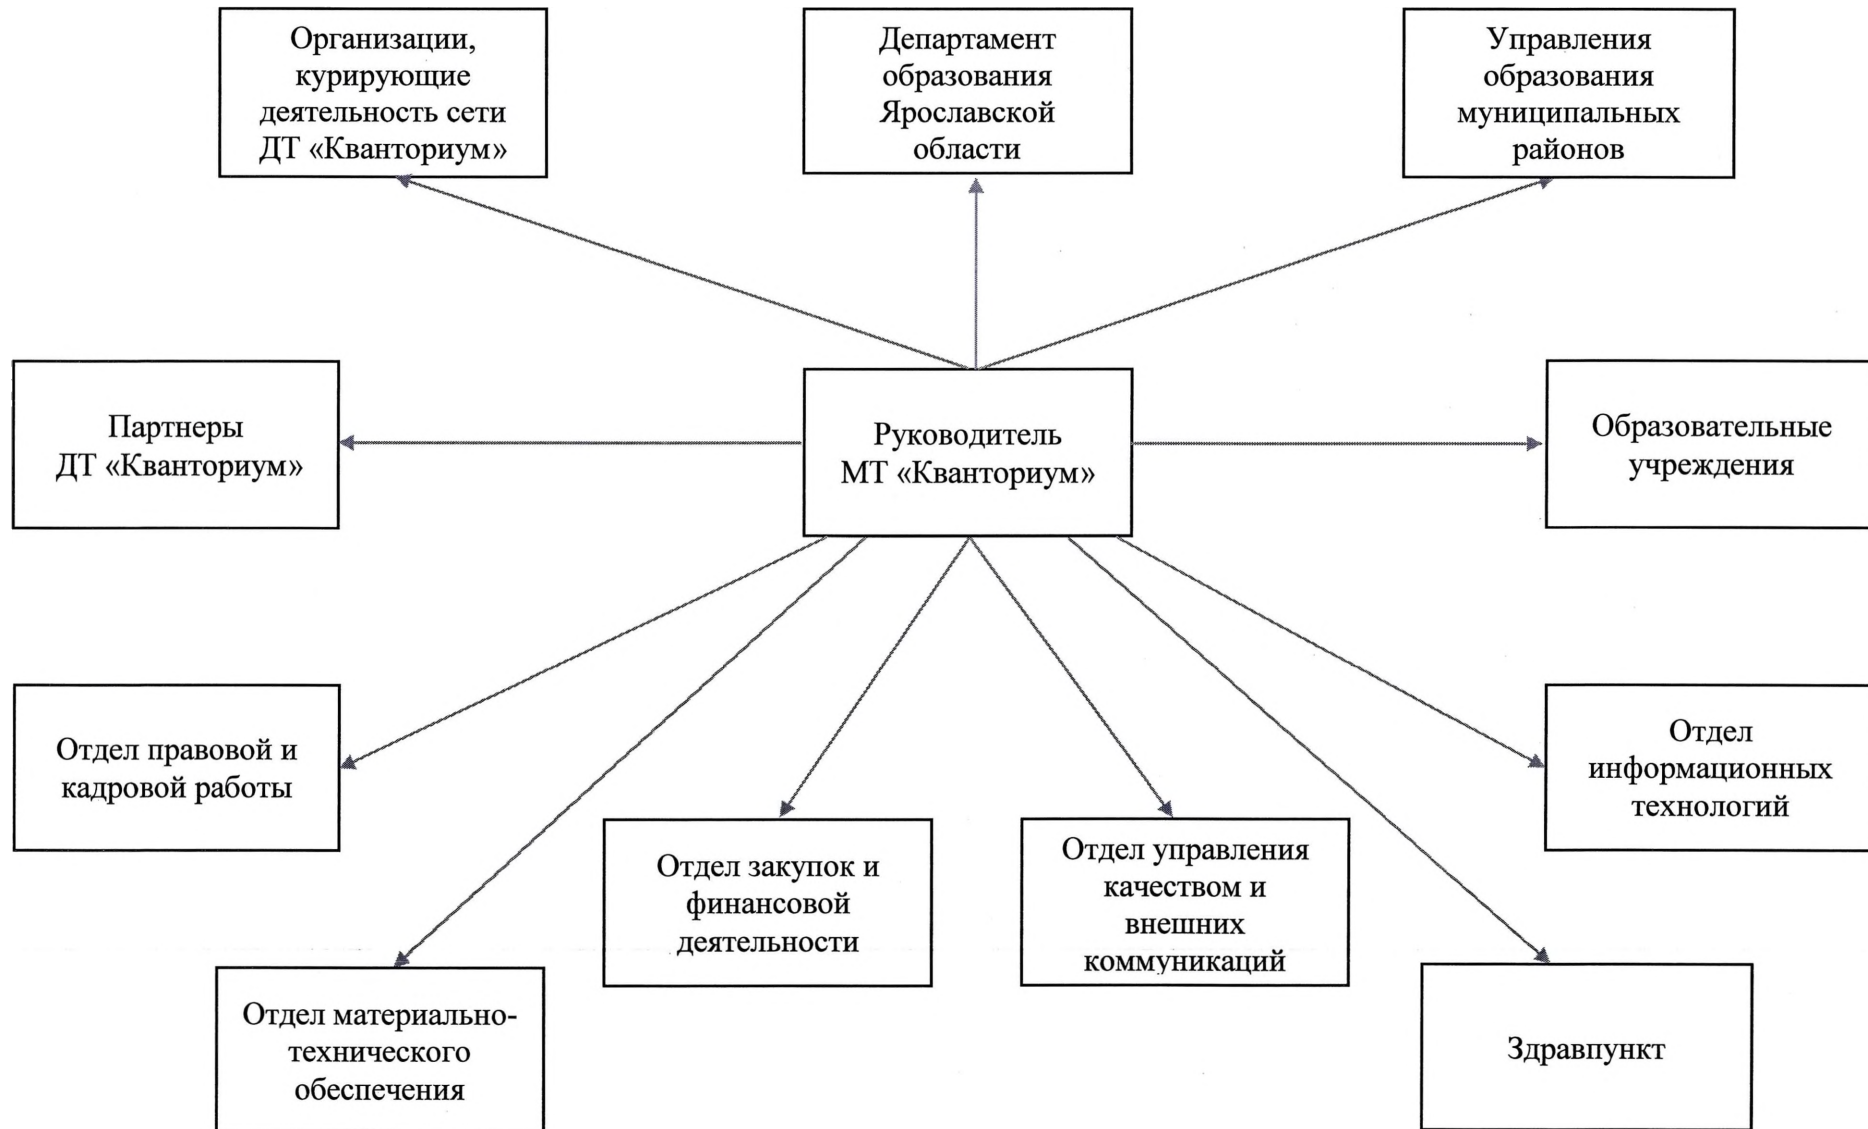 Организации,
курирующие
деятельность сети
ДТ «Кванториум»
Департамент
образования
Ярославской
области
Управления
образования
муниципальных
районов
Партнеры
ДТ «Кванториум»
Руководитель
МТ «Кванториум»
Образовательные
учреждения
Отдел правовой и
кадровой работы
Отдел
информационных
технологий
Отдел закупок и
финансовой
деятельности
Отдел управления
качеством и
внешних
коммуникаций
Отдел материально-
технического
обеспечения
Здравпункт